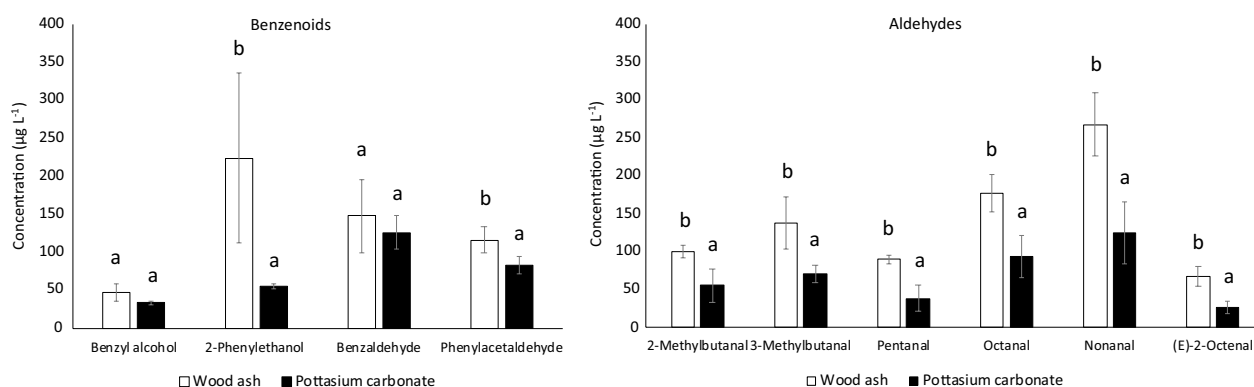 Benzenoids
Concentration (µg L-1)
400
350
300
250
200
150
100
50
0
b
a
a
a
a
a
b
a
Benzyl alcohol 2-Phenylethanol Benzaldehyde Phenylacetaldehyde
Wood ash Pottasium carbonate
Aldehydes
Concentration (µg L-1)
400
350
300
250
200
150
100
50
0
b
a
b
a
b
a
b
a
b
a
b
a
2-Methylbutanal 3-Methylbutanal Pentanal Octanal Nonanal (E)-2-Octenal
Wood ash Pottasium carbonate